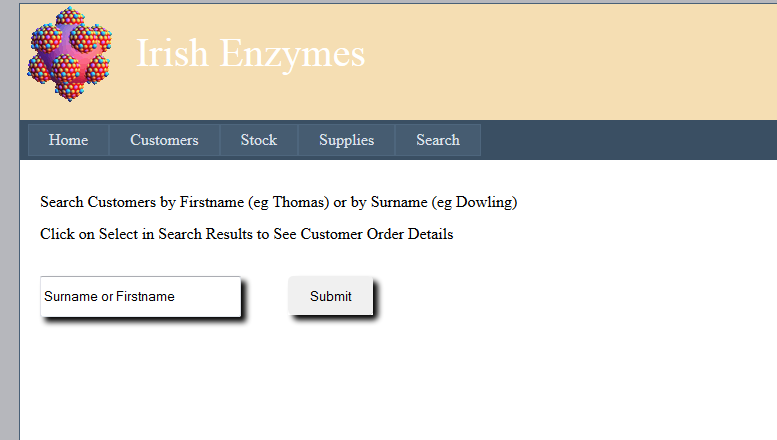 Irish Enzymes
Home Customers Stock Supplies Search
Search Customers by Firstname (eg Thomas) or by Surname (eg Dowling)
Click on Select in Search Results to See Customer Order Details
Surname or Firstname Submit